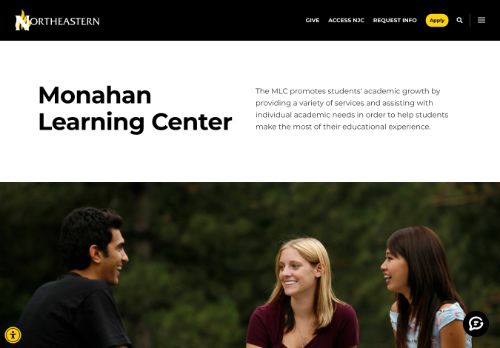 NORTHEASTERN
GIVE ACCESS NJC REQUEST INFO Apply
Monahan
Learning Center
The MLC promotes students' academic growth by
providing a variety of services and assisting with
individual academic needs in order to help students
make the most of their educational experience.